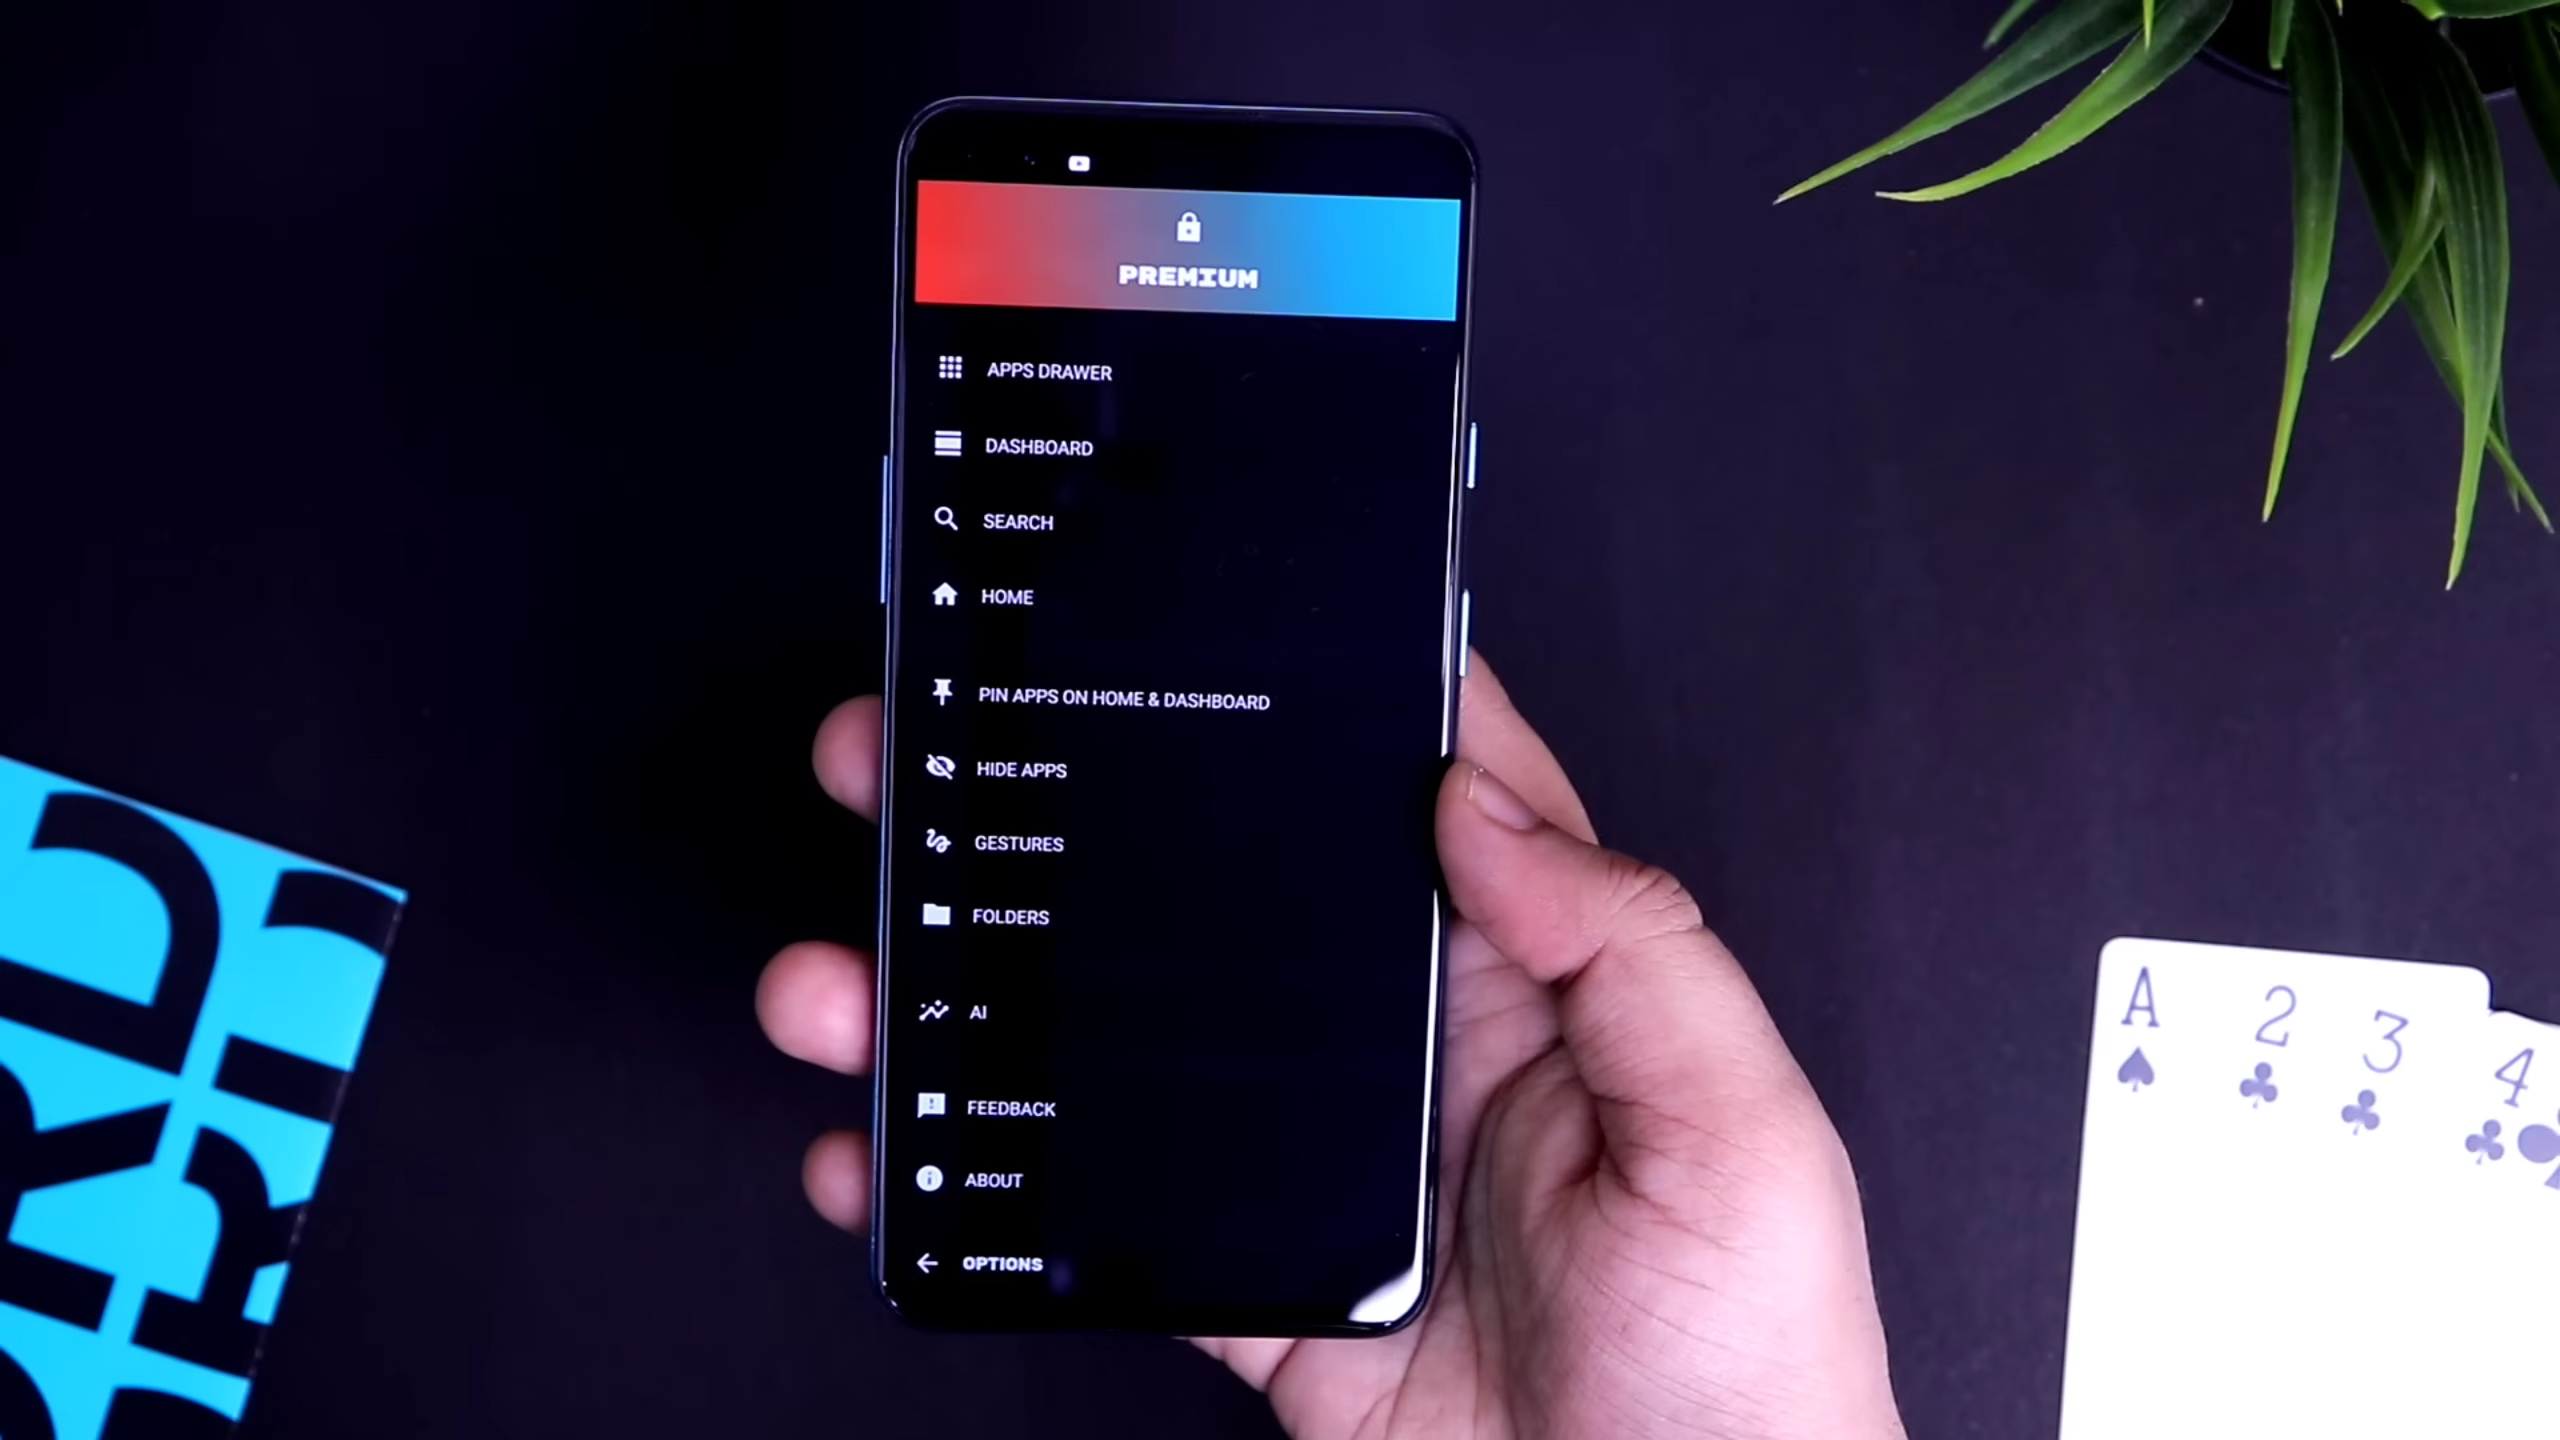 PREMIUM
APPS DRAWER
DASHBOARD
SEARCH
HOME
PIN APPS ON HOME & DASHBOARD
HIDE APPS
GESTURES
FOLDERS
AI
FEEDBACK
ABOUT
OPTIONS
A 2 3 4